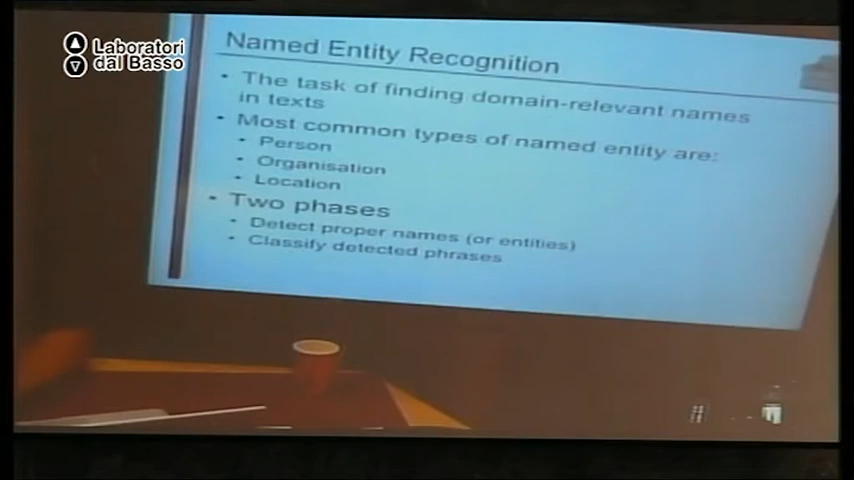 Laboratori
dal Basso
Named Entity Recognition
• The task of finding domain-relevant names
in texts
• Most common types of named entity are:
• Person
• Organisation
• Location
• Two phases
• Detect proper names (or entities)
• Classify detected phrases